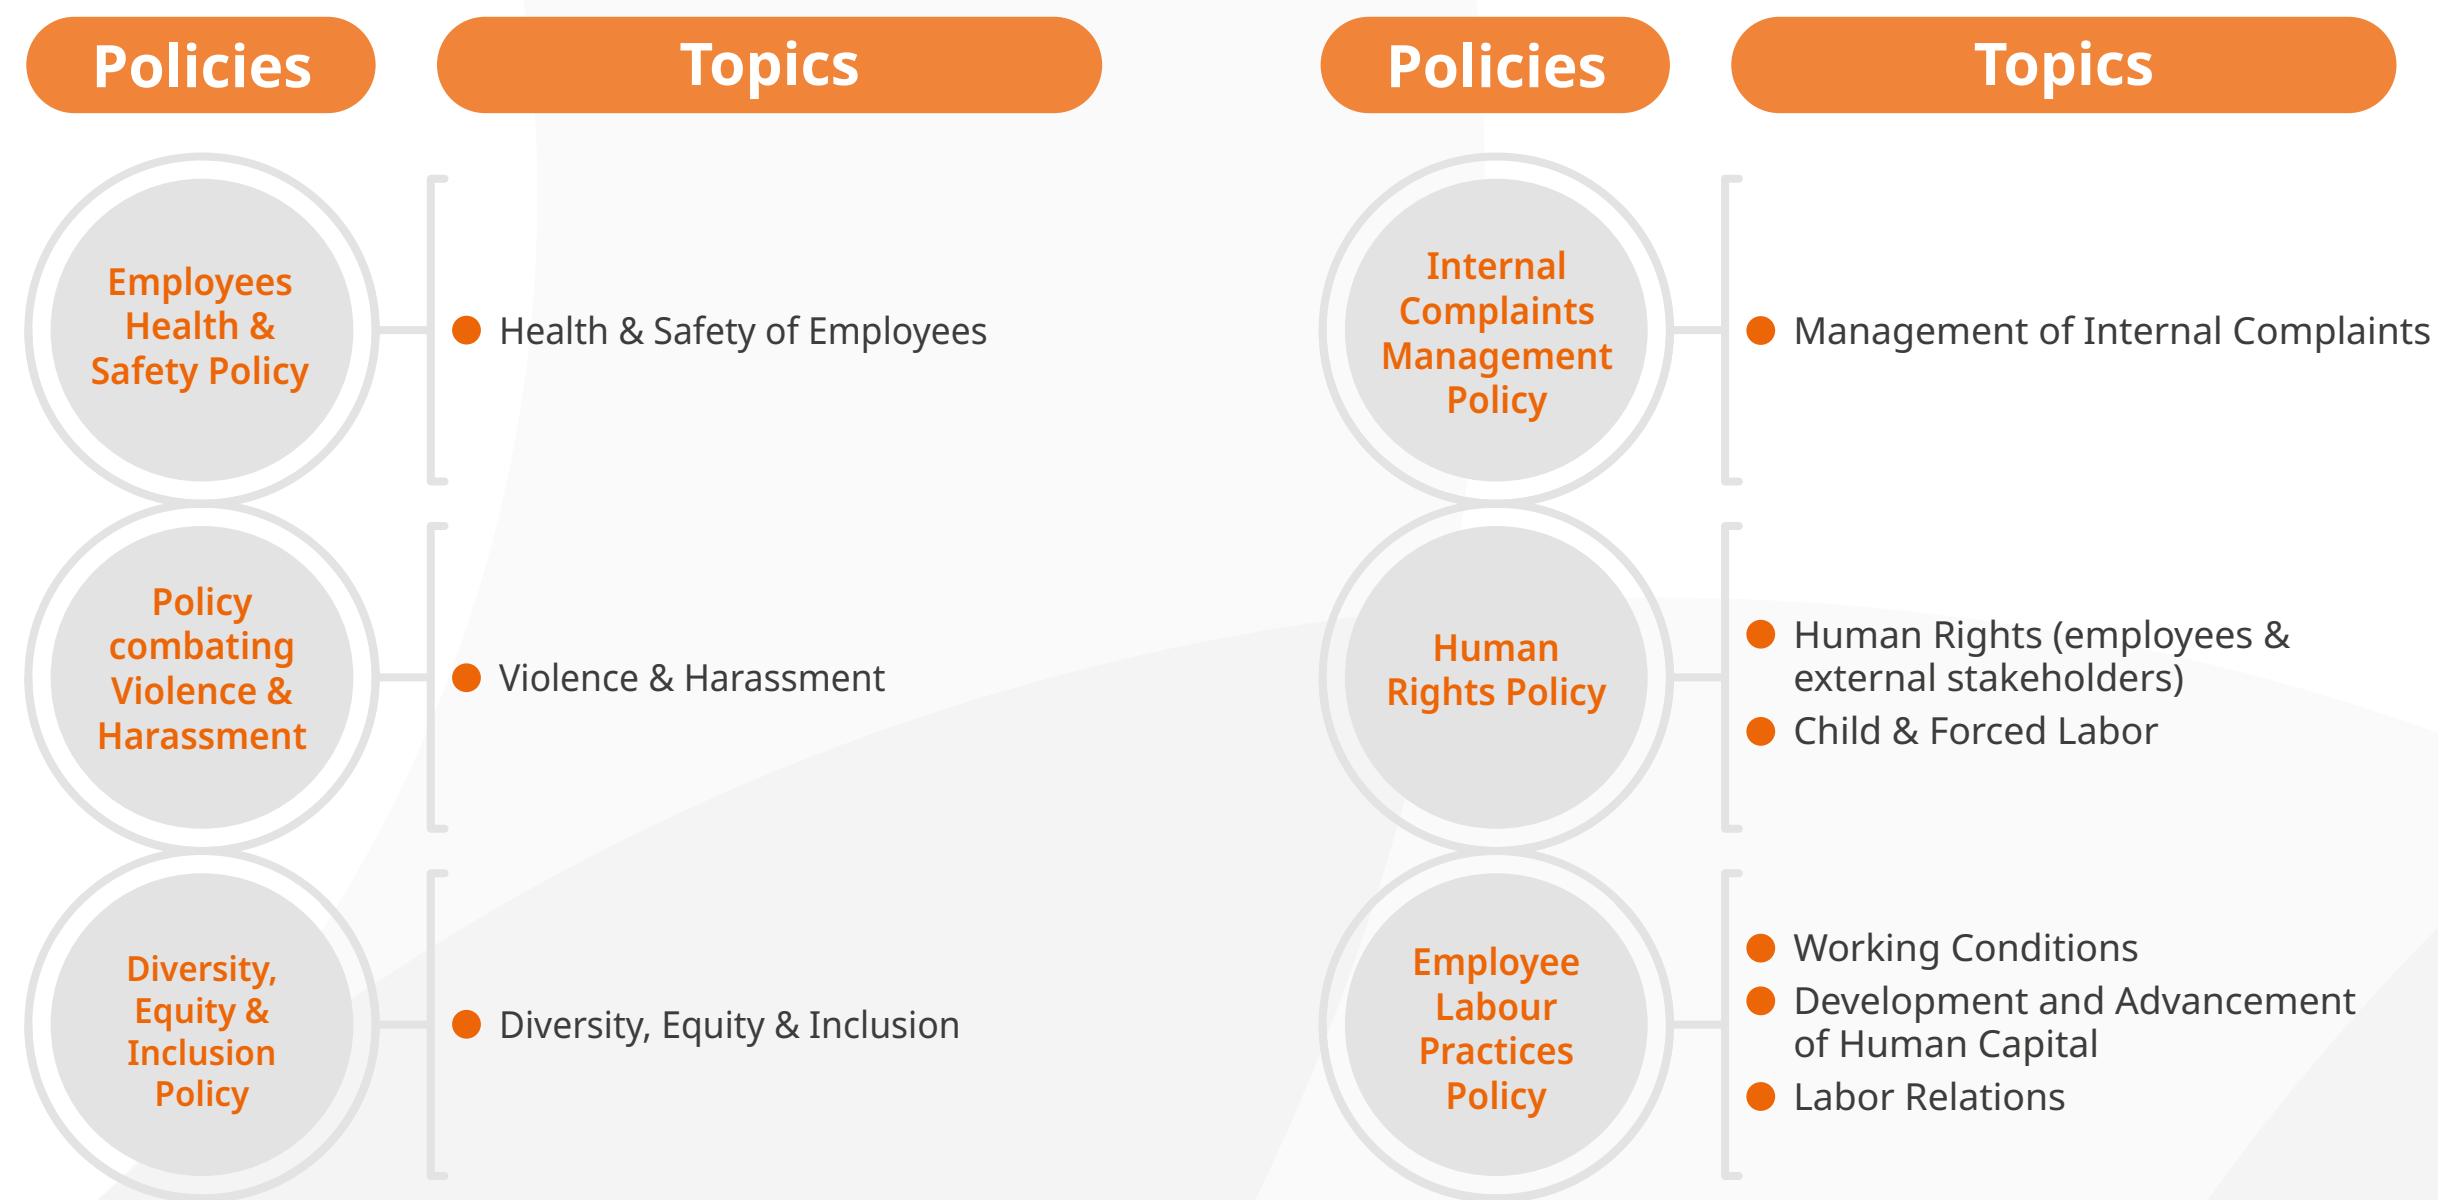 Policies
Topics
Employees
Health &
Safety Policy
Health & Safety of Employees
Policy
combating
Violence &
Harassment
Violence & Harassment
Diversity,
Equity &
Inclusion
Policy
Diversity, Equity & Inclusion
Policies
Topics
Internal
Complaints
Management
Policy
Management of Internal Complaints
Human
Rights Policy
Human Rights (employees &
external stakeholders)
Child & Forced Labor
Employee
Labour
Practices
Policy
Working Conditions
Development and Advancement
of Human Capital
Labor Relations